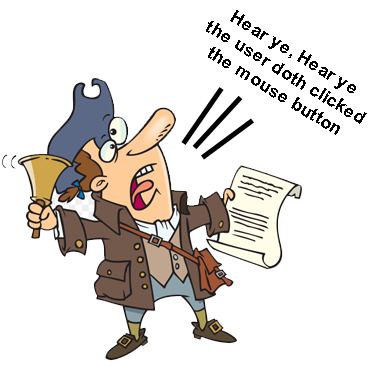 Hear ye, Hear ye
the user doth clicked
the mouse button